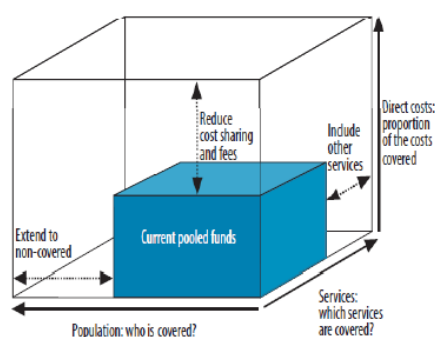 Direct costs:
proportion
of the costs
covered
Reduce
cost sharing
and fees
Include
other
services
Extend to
non-covered
Current pooled funds
Services:
which services
are covered?
Population: who is covered?